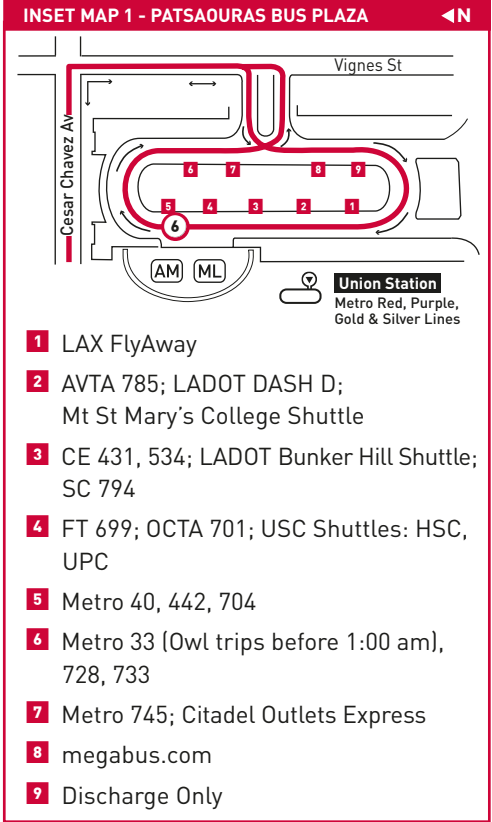 INSET MAP 1 - PATSAOURAS BUS PLAZA
N
Vignes St
Cesar Chavez Av
6 7 8 9
5 4 3 2 1
6
AM ML
Union Station
Metro Red, Purple,
Gold & Silver Lines
1 LAX FlyAway
2 AVTA 785; LADOT DASH D;
Mt St Mary's College Shuttle
3 CE 431, 534; LADOT Bunker Hill Shuttle;
SC 794
4 FT 699; OCTA 701; USC Shuttles: HSC,
UPC
5 Metro 40, 442, 704
6 Metro 33 (Owl trips before 1:00 am),
728, 733
7 Metro 745; Citadel Outlets Express
8 megabus.com
9 Discharge Only